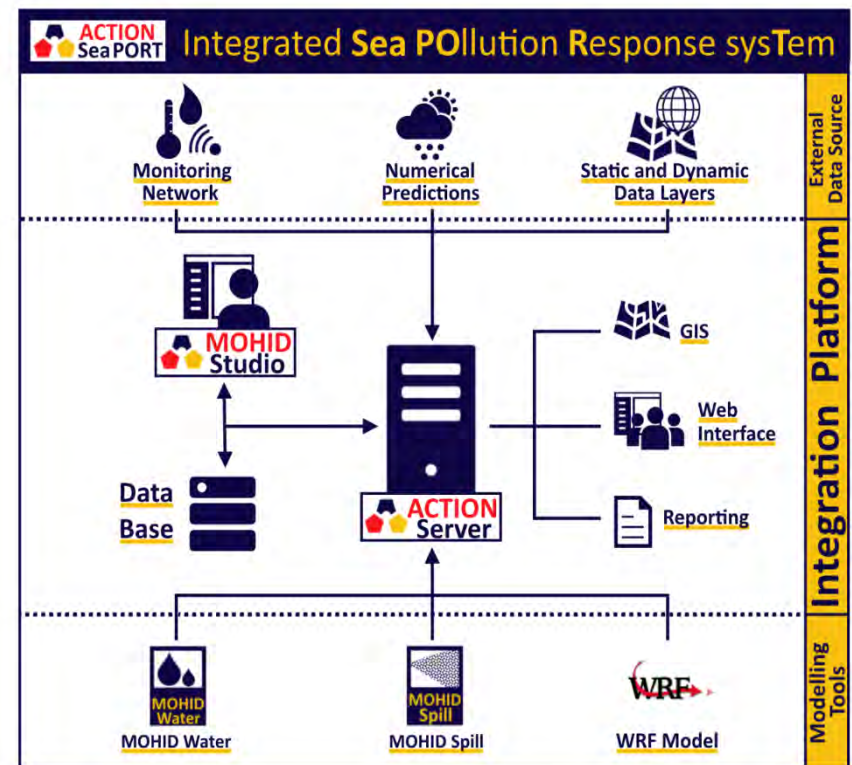 ACTION
SeaPORT
Integrated Sea POllution Response sysTem
Monitoring
Network
Numerical
Predictions
Static and Dynamic
Data Layers
External
Data Source
MOHID
Studio
GIS
Web
Interface
Data
Base
ACTION
Server
Reporting
Integration Platform
MOHID
Water
MOHID Water
MOHID
Spill
MOHID Spill
WRF
WRF Model
Modelling
Tools